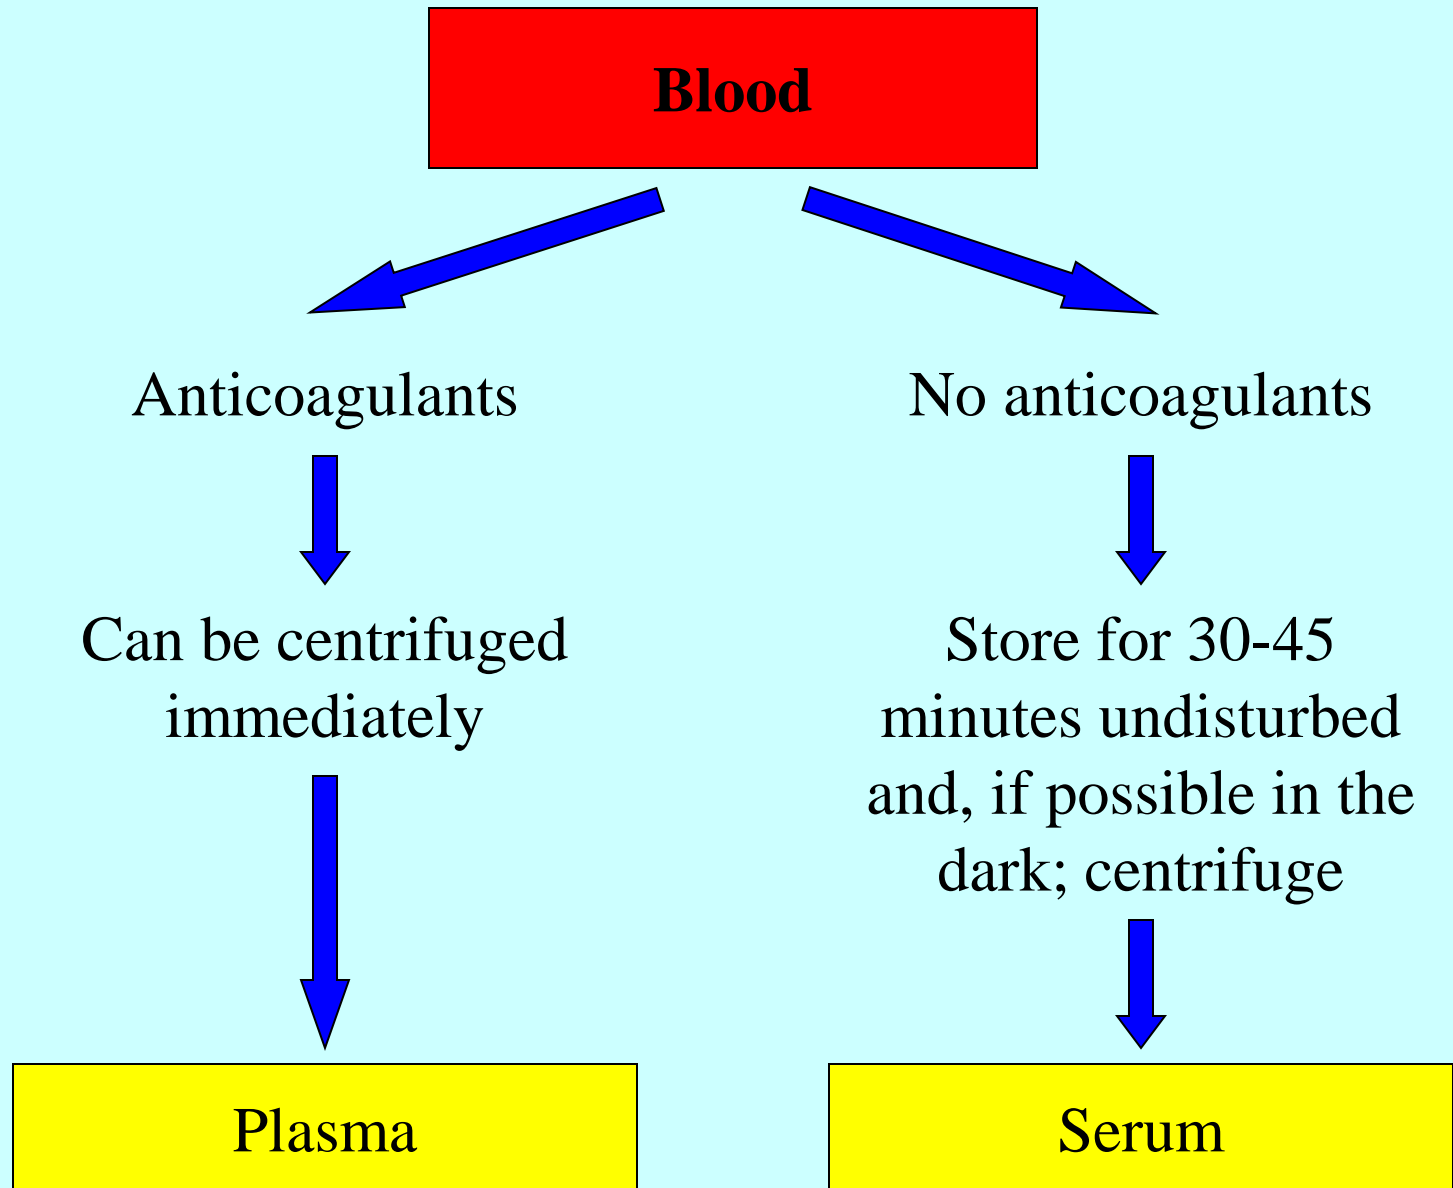 Blood
Anticoagulants
No anticoagulants
Can be centrifuged
immediately
Store for 30-45
minutes undisturbed
and, if possible in the
dark; centrifuge
Plasma
Serum